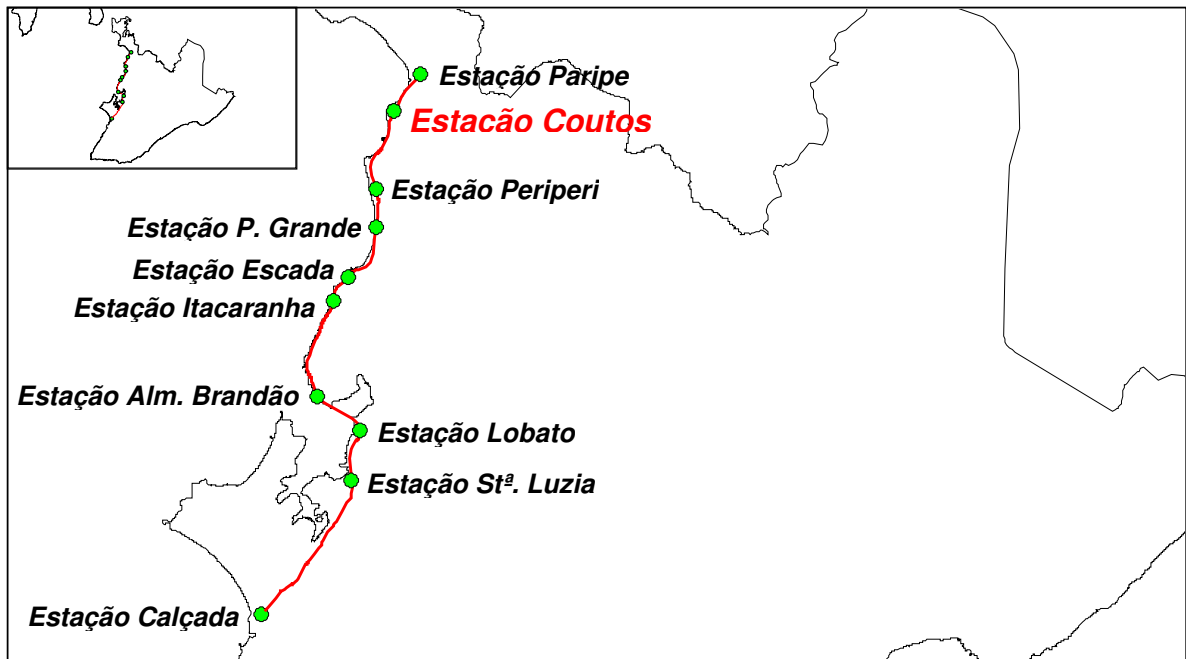 Estação Paripe
Estacão Coutos
Estação Periperi
Estação P. Grande
Estação Escada
Estação Itacaranha
Estação Alm. Brandão
Estação Lobato
Estação Stª. Luzia
Estação Calçada